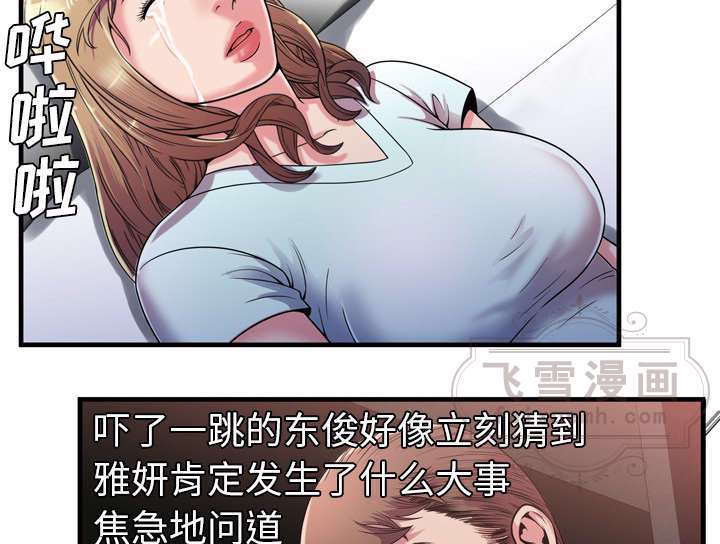 哗
啦
啦
飞雪漫画
吓了一跳的东俊好像立刻猜到
雅妍肯定发生了什么大事
焦急地问道